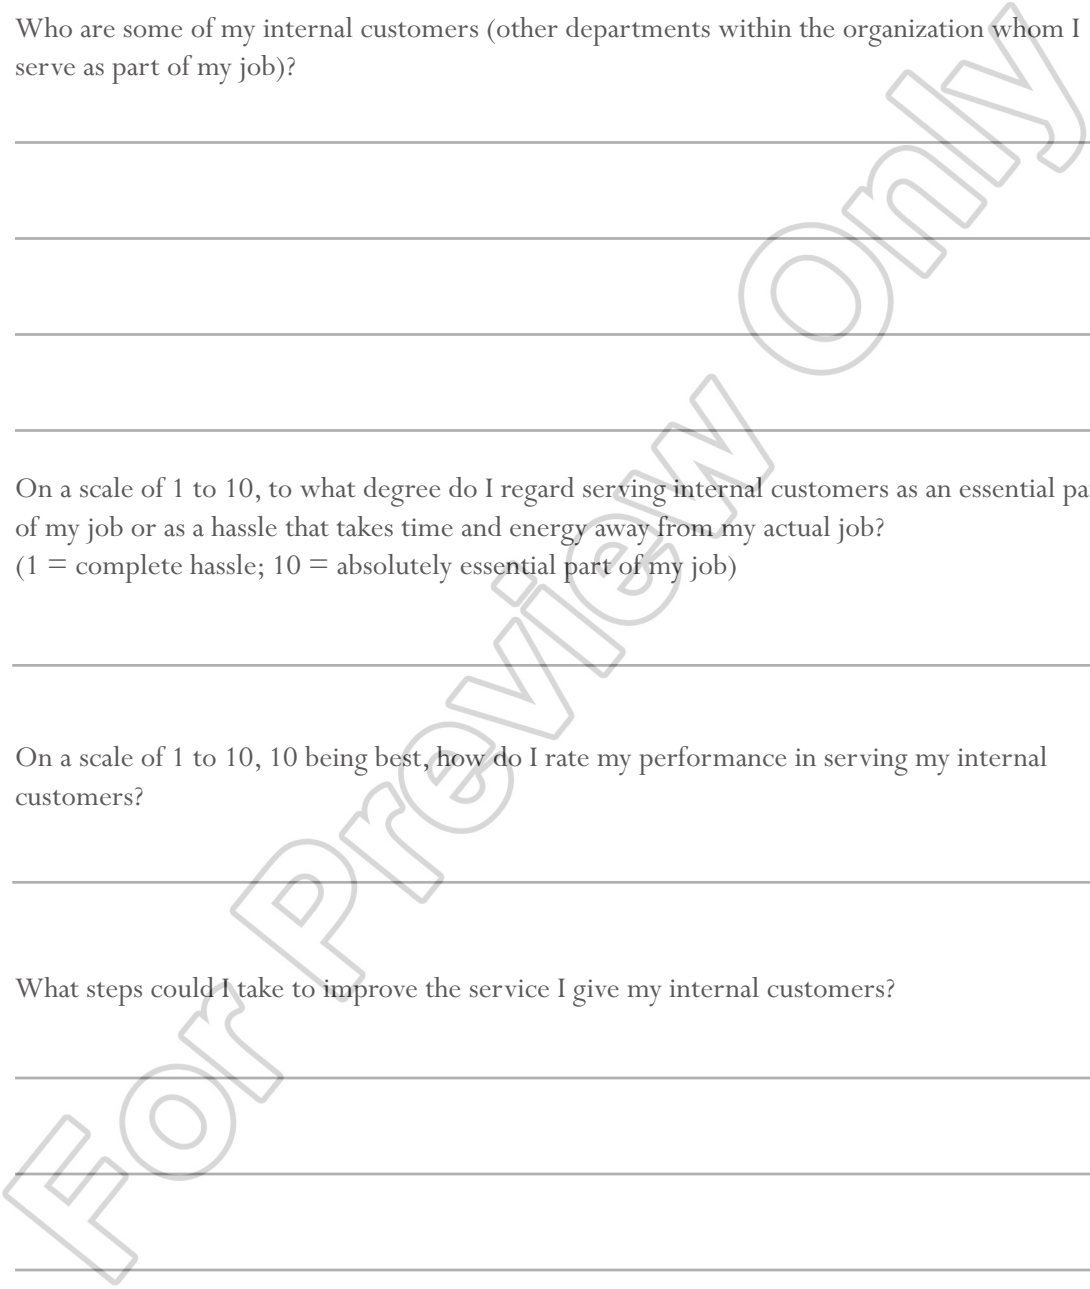 Who are some of my internal customers (other departments within the organization whom I
serve as part of my job)?
On a scale of 1 to 10, to what degree do I regard serving internal customers as an essential pa
of my job or as a hassle that takes time and energy away from my actual job?
(1 = complete hassle; 10 = absolutely essential part of my job)
On a scale of 1 to 10, 10 being best, how do I rate my performance in serving my internal
customers?
What steps could I take to improve the service I give my internal customers?
For Preview Only